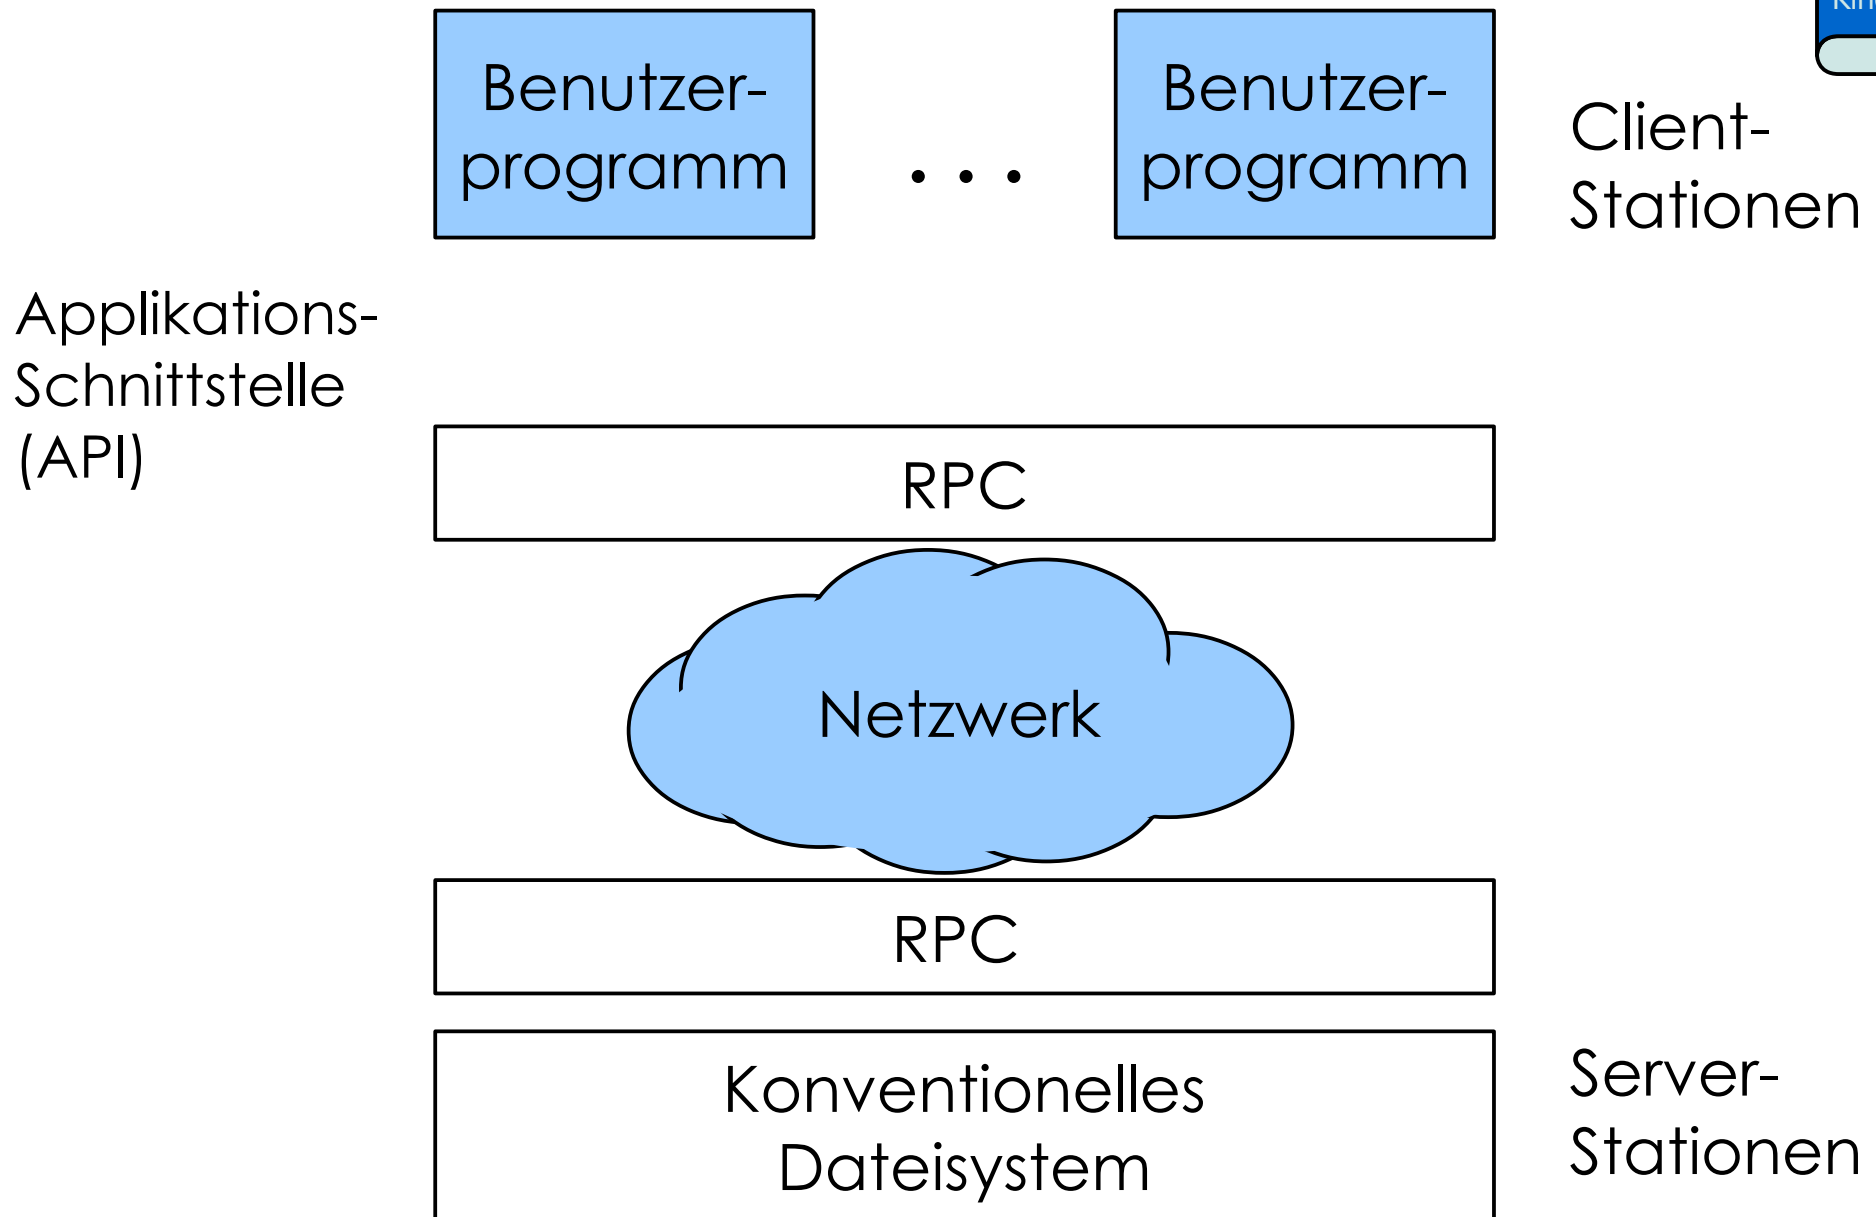 Benutzer-
programm
. . .
Benutzer-
programm
Client-
Stationen
Applikations-
Schnittstelle
(API)
RPC
Netzwerk
RPC
Konventionelles
Dateisystem
Server-
Stationen